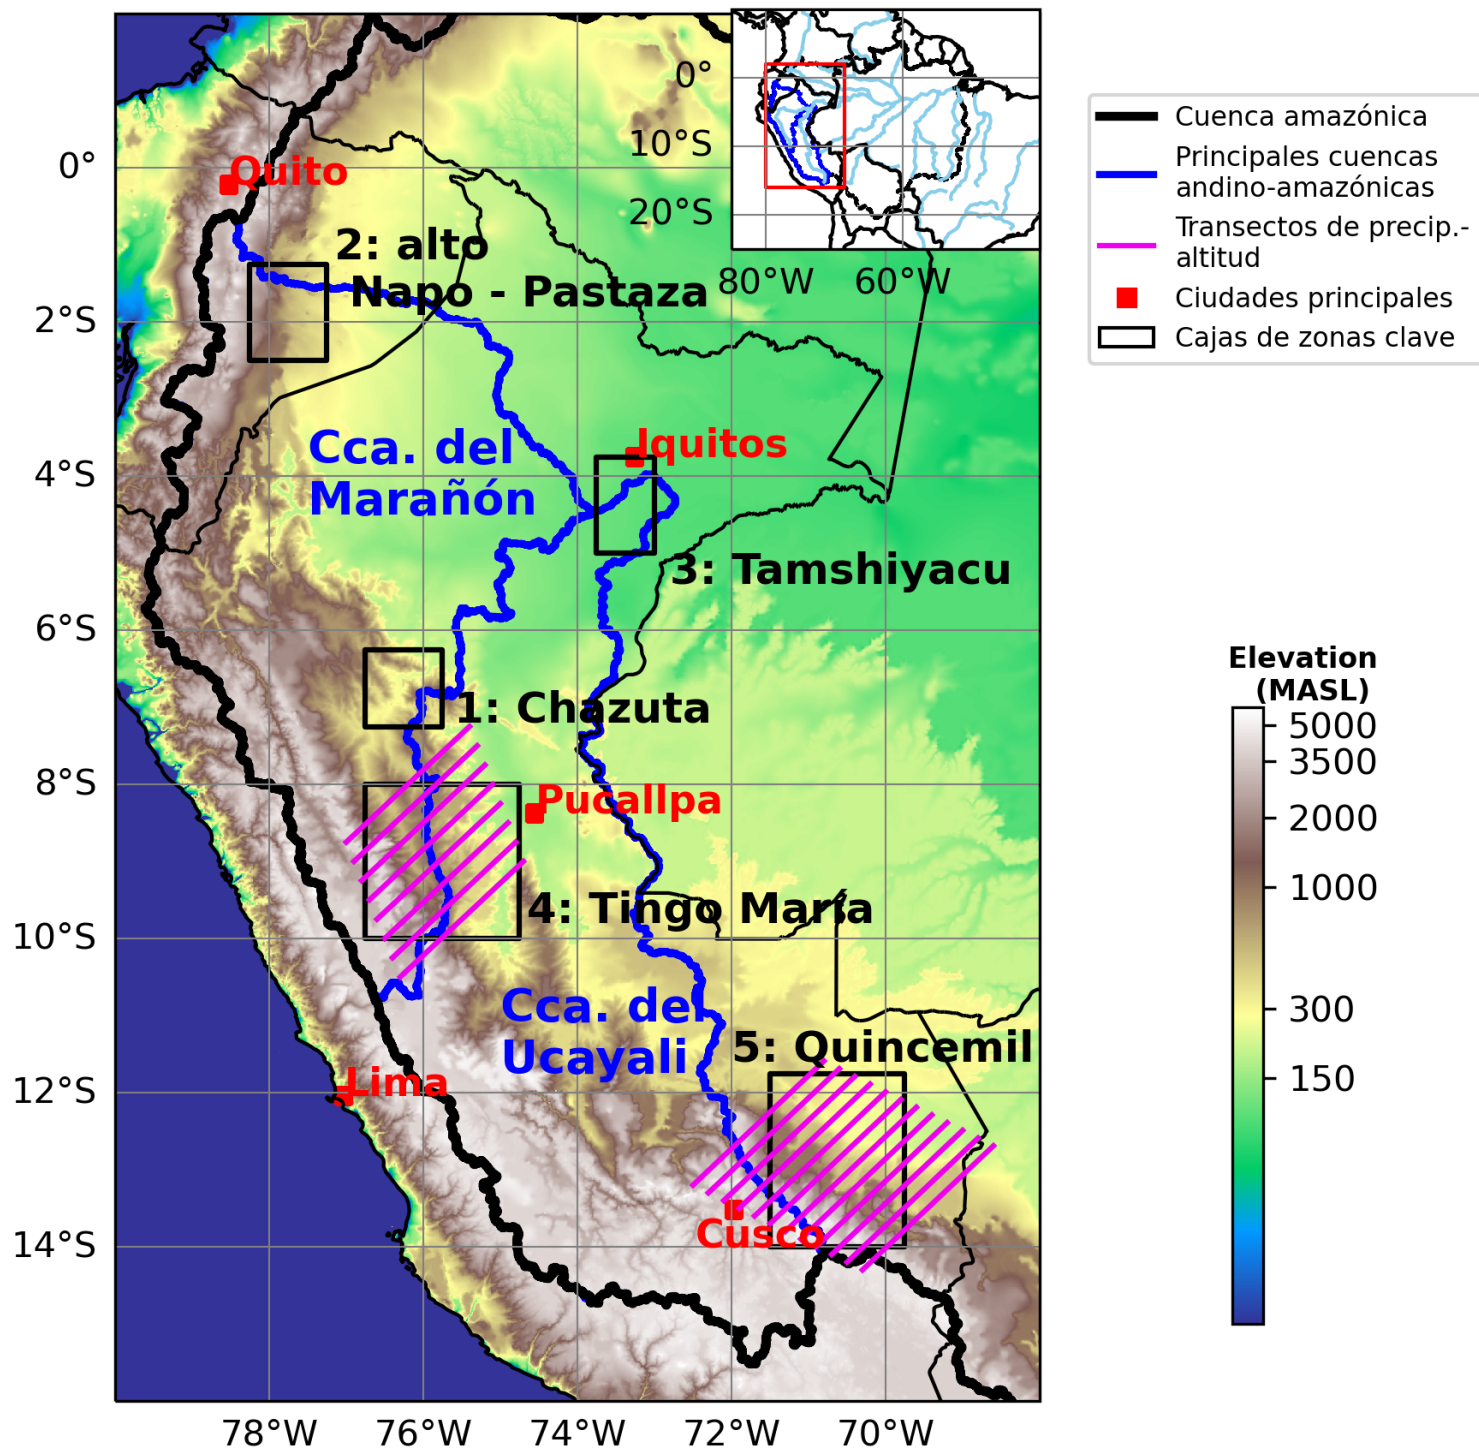 0°
10°S
20°S
80°W
60°W
Quito
2: alto
Napo - Pastaza
Cca. del
Marañón
Iquitos
3: Tamshiyacu
1: Chazuta
Pucallpa
4: Tingo María
Cca. del
Ucayali
5: Quincemil
Lima
Cusco
0°
2°S
4°S
6°S
8°S
10°S
12°S
14°S
78°W
76°W
74°W
72°W
70°W
Cuenca amazónica
Principales cuencas
andino-amazónicas
Transectos de precip.-
altitud
Ciudades principales
Cajas de zonas clave
Elevation
(MASL)
5000
3500
2000
1000
300
150